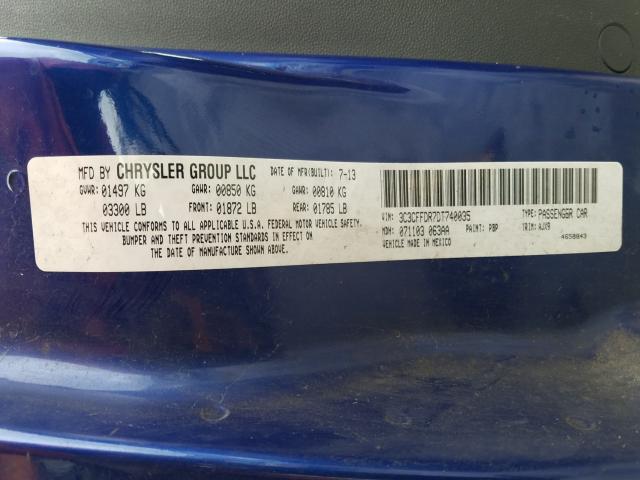 MFD BY CHRYSLER GROUP LLC DATE OF MFR(BUILT): 7-13
GVWR: 01497 KG GAWR: 00850 KG GAWR: 00810 KG
03300 LB FRONT: 01872 LB REAR: 01785 LB
THIS VEHICLE CONFORMS TO ALL APPLICABLE U.S.A. FEDERAL MOTOR VEHICLE SAFETY,
BUMPER AND THEFT PREVENTION STANDARDS IN EFFECT ON
THE DATE OF MANUFACTURE SHOWN ABOVE.
VIN: 3C3CFFDR7DT740035 TYPE: PASSENGER CAR
MDH: 071103 063AA PAINT: PBP TRIM: AJX9
VEHICLE MADE IN MEXICO 4658843